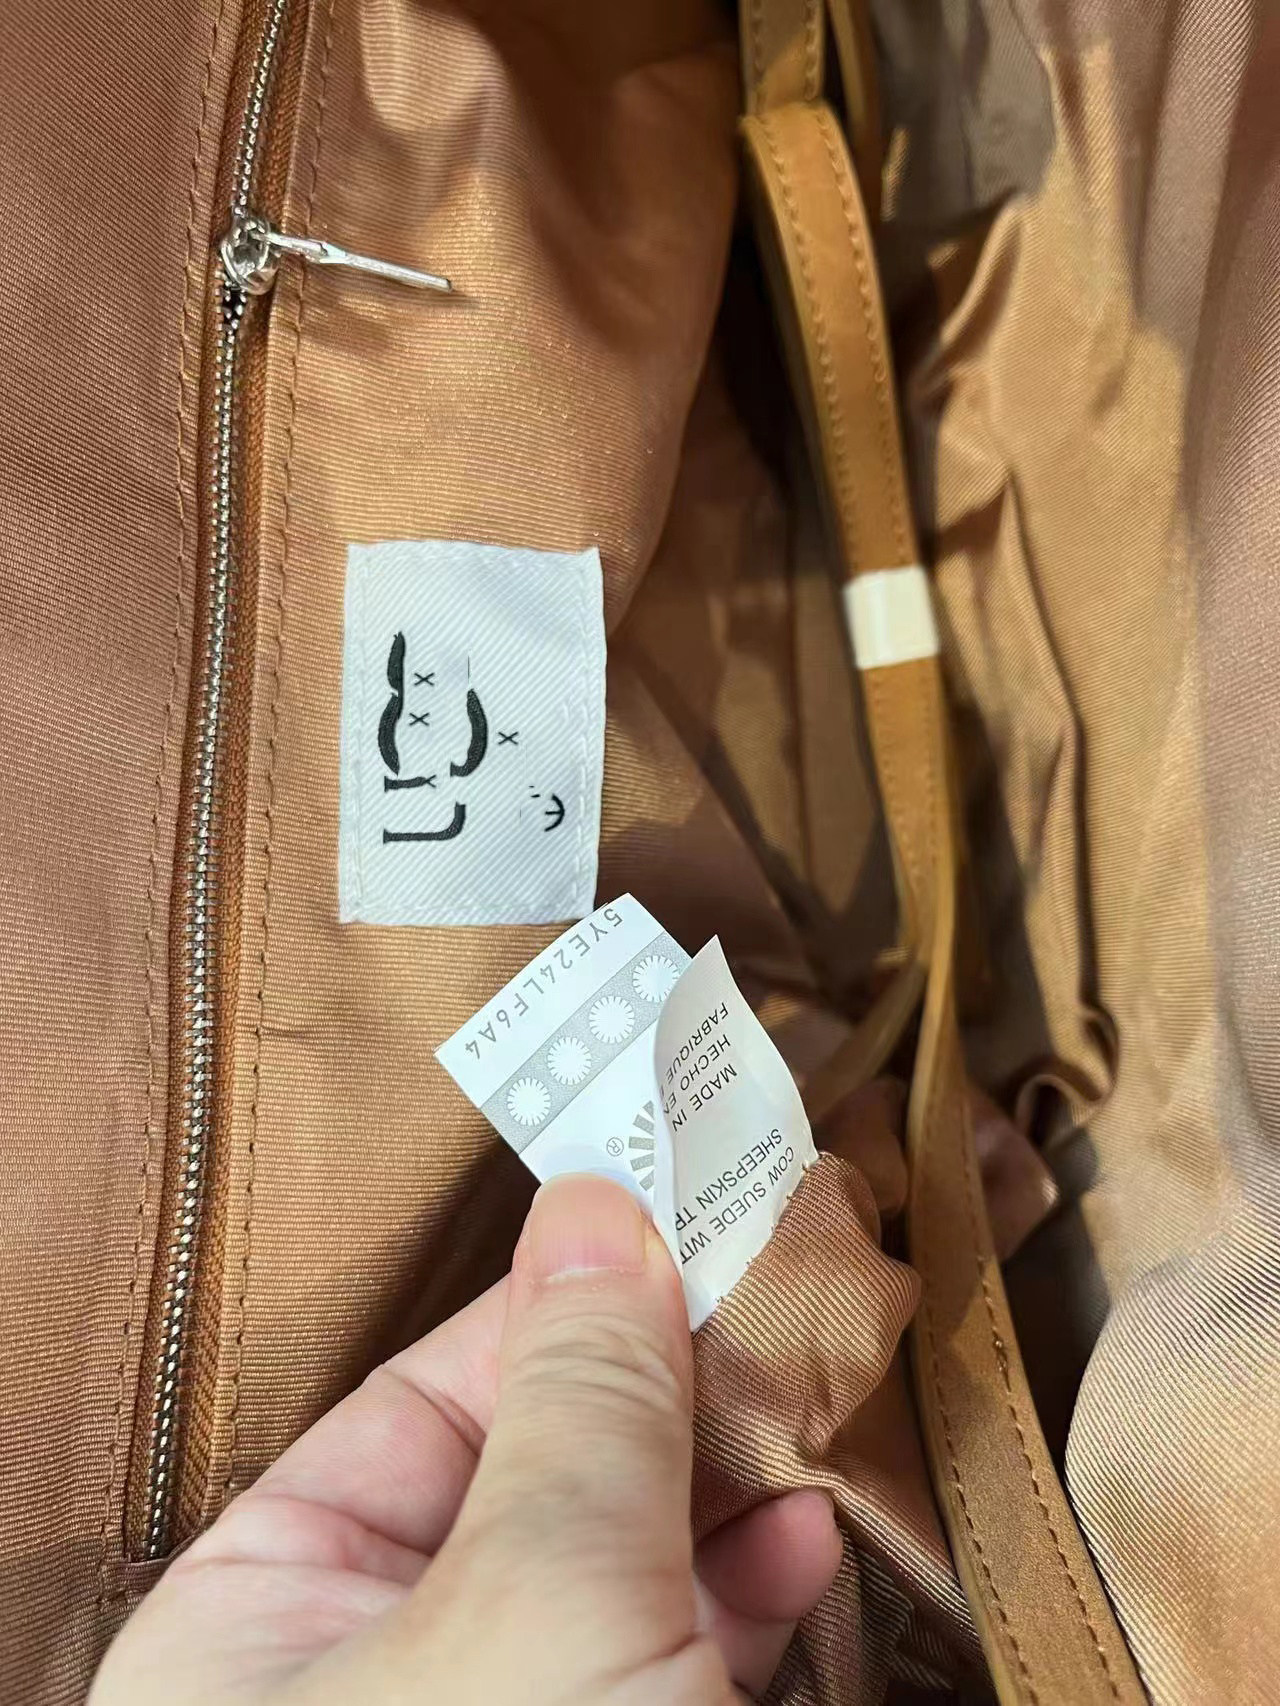 5YE24LF6A4
®
COW SUEDE WIT
SHEEPSKIN TR
MADE IN
HECHO EN
FABRIQUE